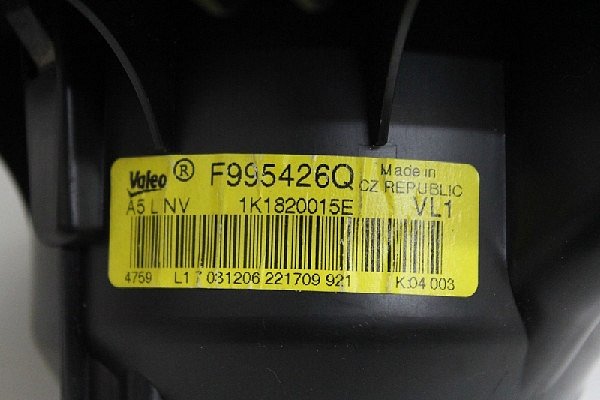 Valeo ® F995426Q Made in
CZ REPUBLIC
A5 L NV 1K1820015E VL1
4759 L1 7 031206 221709 921 K:04 003